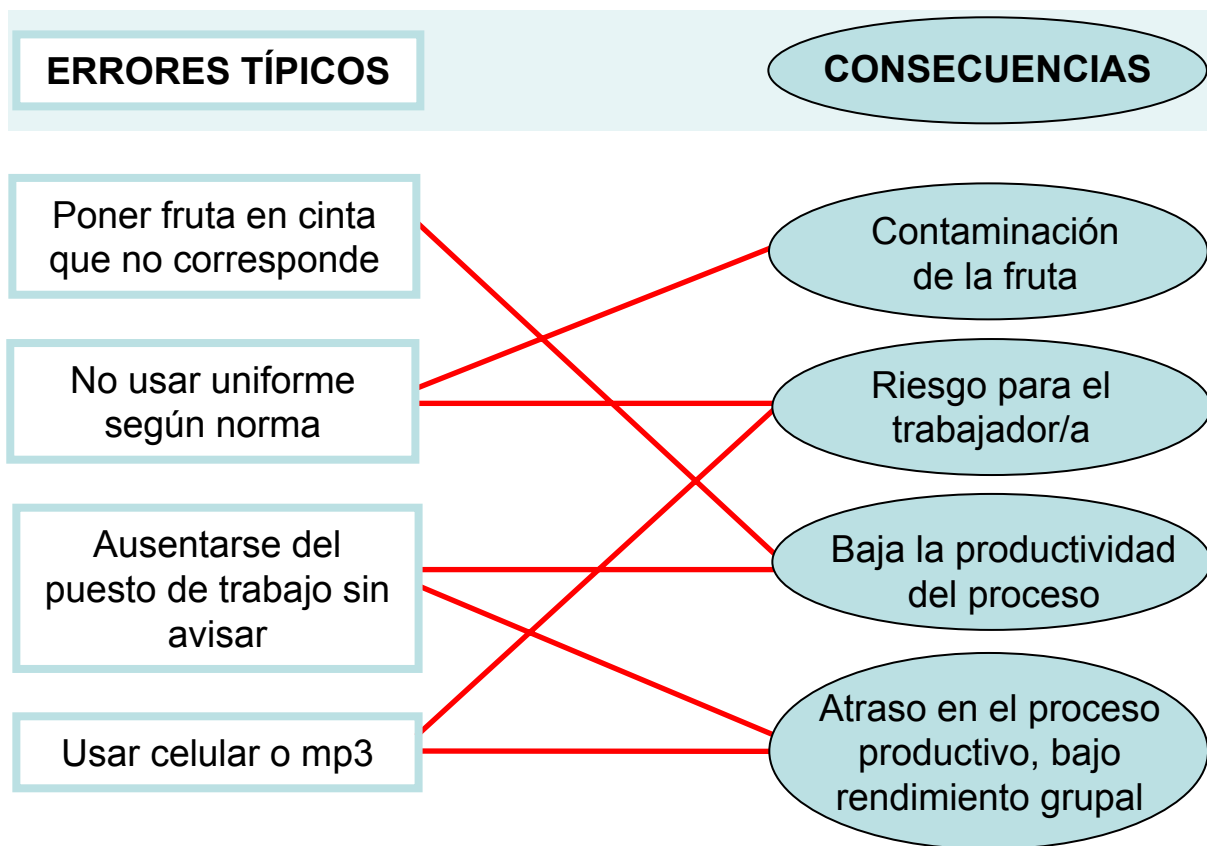 ERRORES TÍPICOS
CONSECUENCIAS
Poner fruta en cinta
que no corresponde
Contaminación
de la fruta
No usar uniforme
según norma
Riesgo para el
trabajador/a
Ausentarse del
puesto de trabajo sin
avisar
Baja la productividad
del proceso
Usar celular o mp3
Atraso en el proceso
productivo, bajo
rendimiento grupal